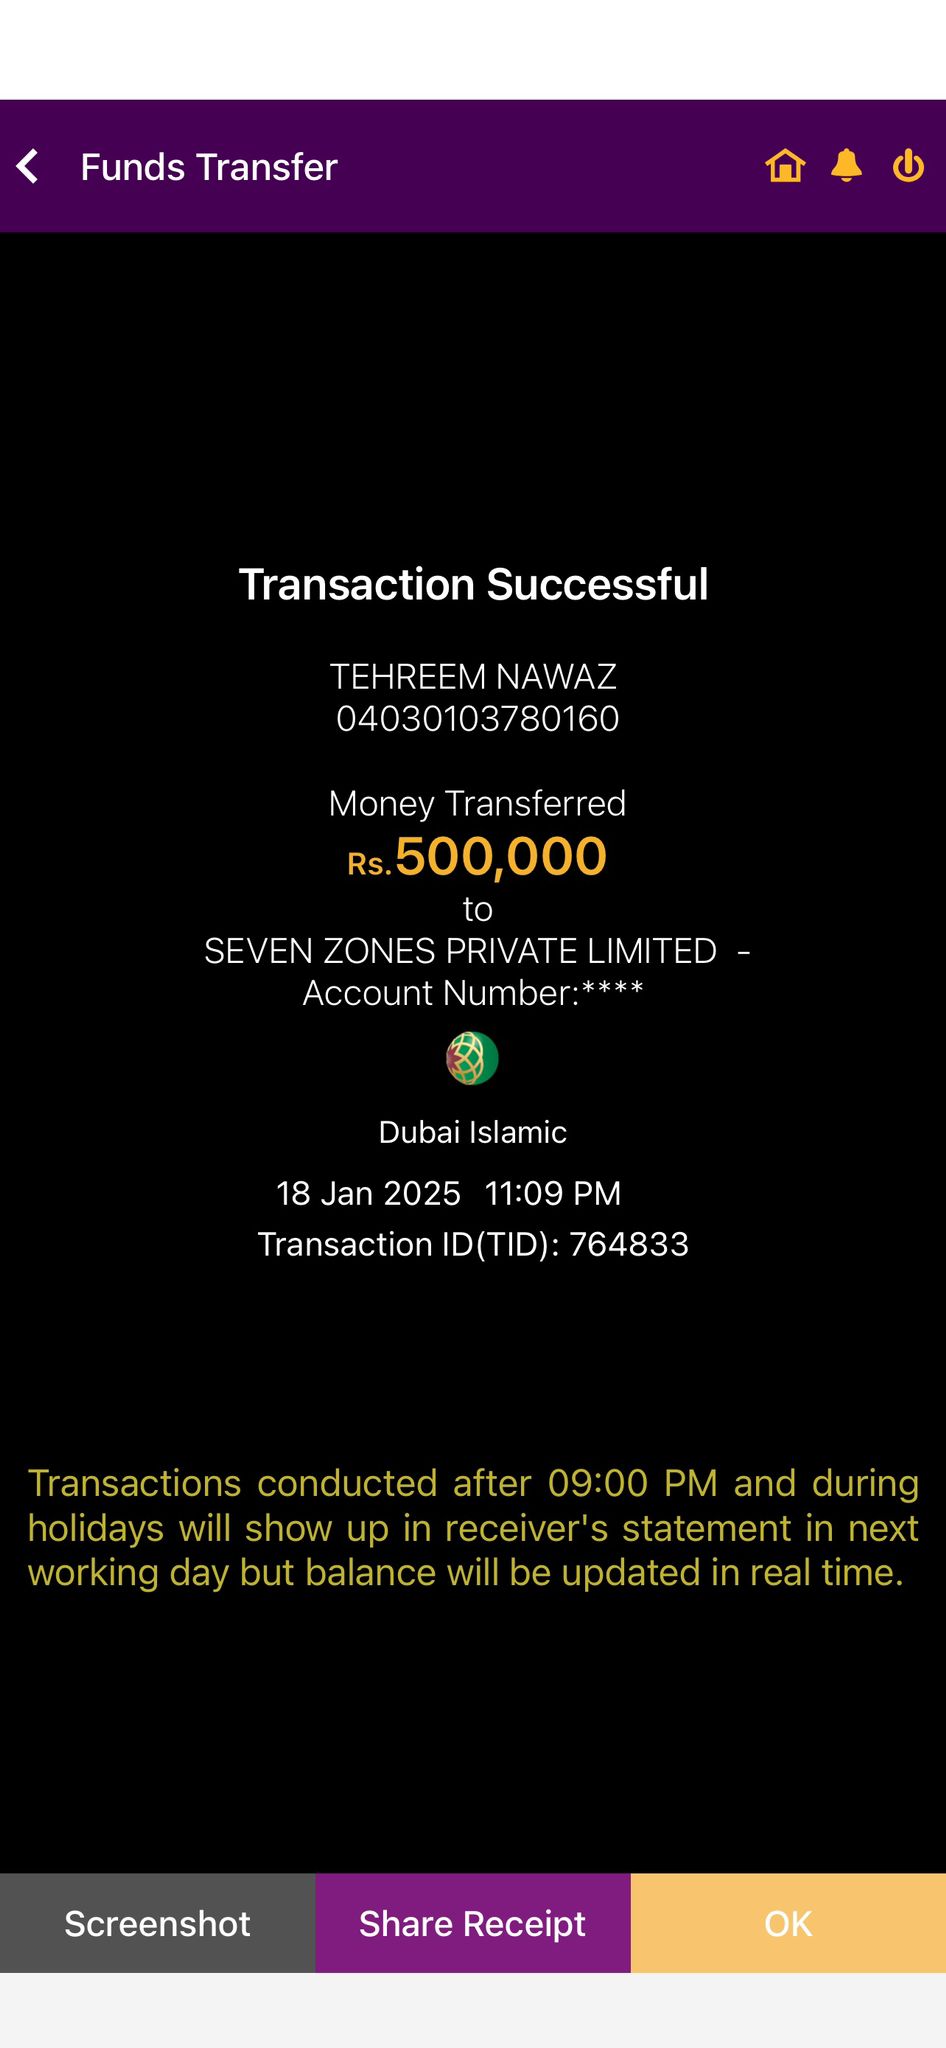 Funds Transfer
Transaction Successful
TEHREEM NAWAZ
04030103780160
Money Transferred
Rs.500,000
to
SEVEN ZONES PRIVATE LIMITED -
Account Number:****
Dubai Islamic
18 Jan 2025 11:09 PM
Transaction ID(TID): 764833
Transactions conducted after 09:00 PM and during
holidays will show up in receiver's statement in next
working day but balance will be updated in real time.
Screenshot
Share Receipt
OK